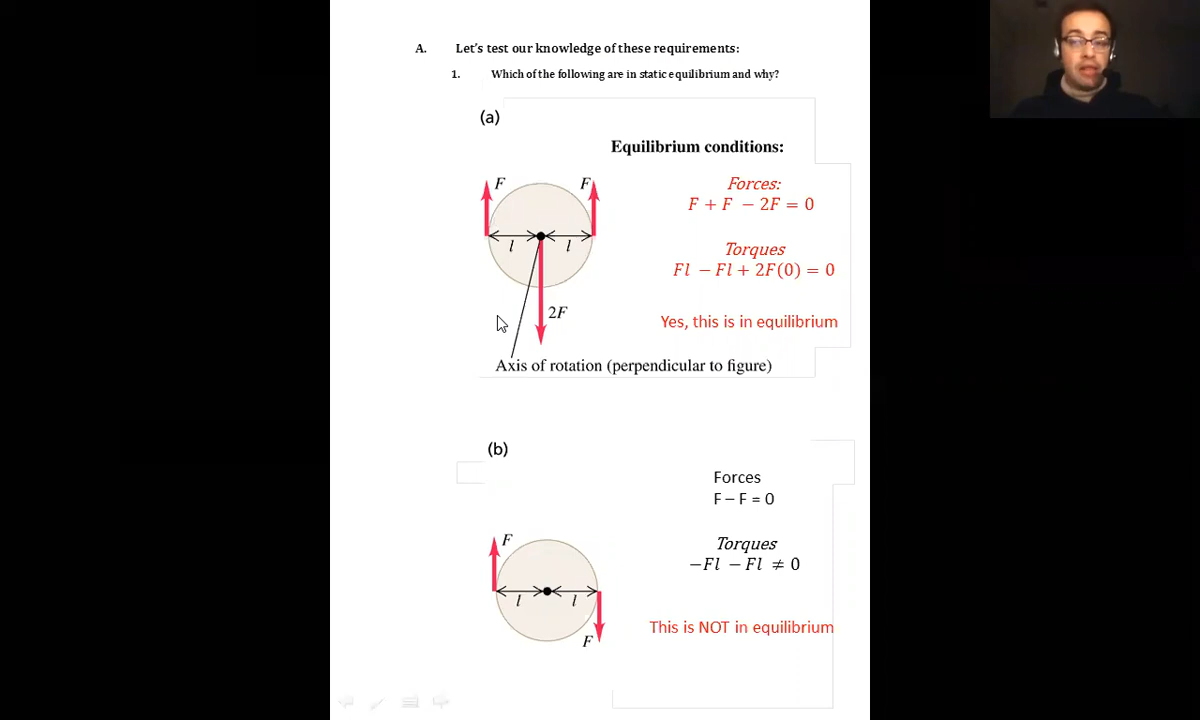 A. Let's test our knowledge of these requirements:
1. Which of the following are in static equilibrium and why?
(a)
Equilibrium conditions:
F F
Forces:
F + F − 2F = 0
l l
Torques
Fl − Fl + 2F(0) = 0
2F
Yes, this is in equilibrium
Axis of rotation (perpendicular to figure)
(b)
Forces
F – F = 0
F
Torques
−Fl − Fl ≠ 0
l l
This is NOT in equilibrium
F